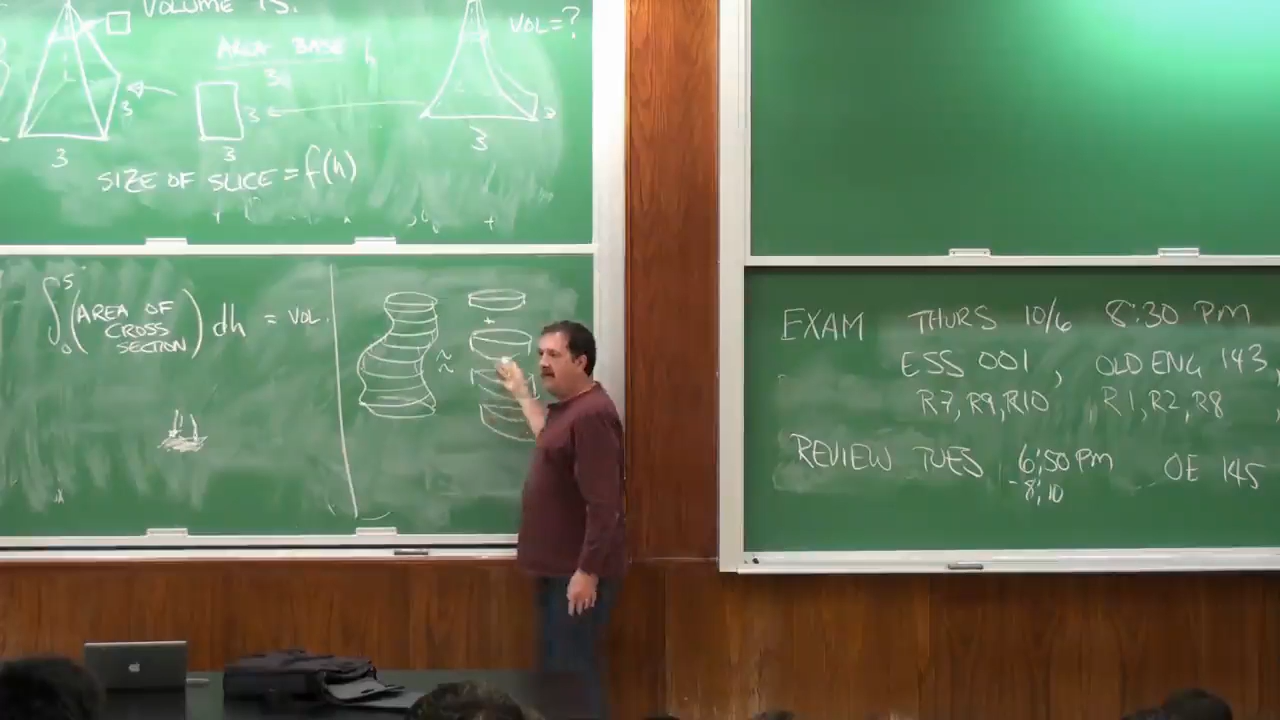 VOLUME IS:
VOL=?
AREA BASE h
3
3
3
3
3
SIZE OF SLICE = f(h)
∫₀⁵ (AREA OF CROSS SECTION) dh = VOL.
+
≈
EXAM THURS 10/6 8:30 PM
ESS 001, OLD ENG 143,
R7, R9, R10 R1, R2, R8
REVIEW TUES 6:50 PM OE 145
-8:10